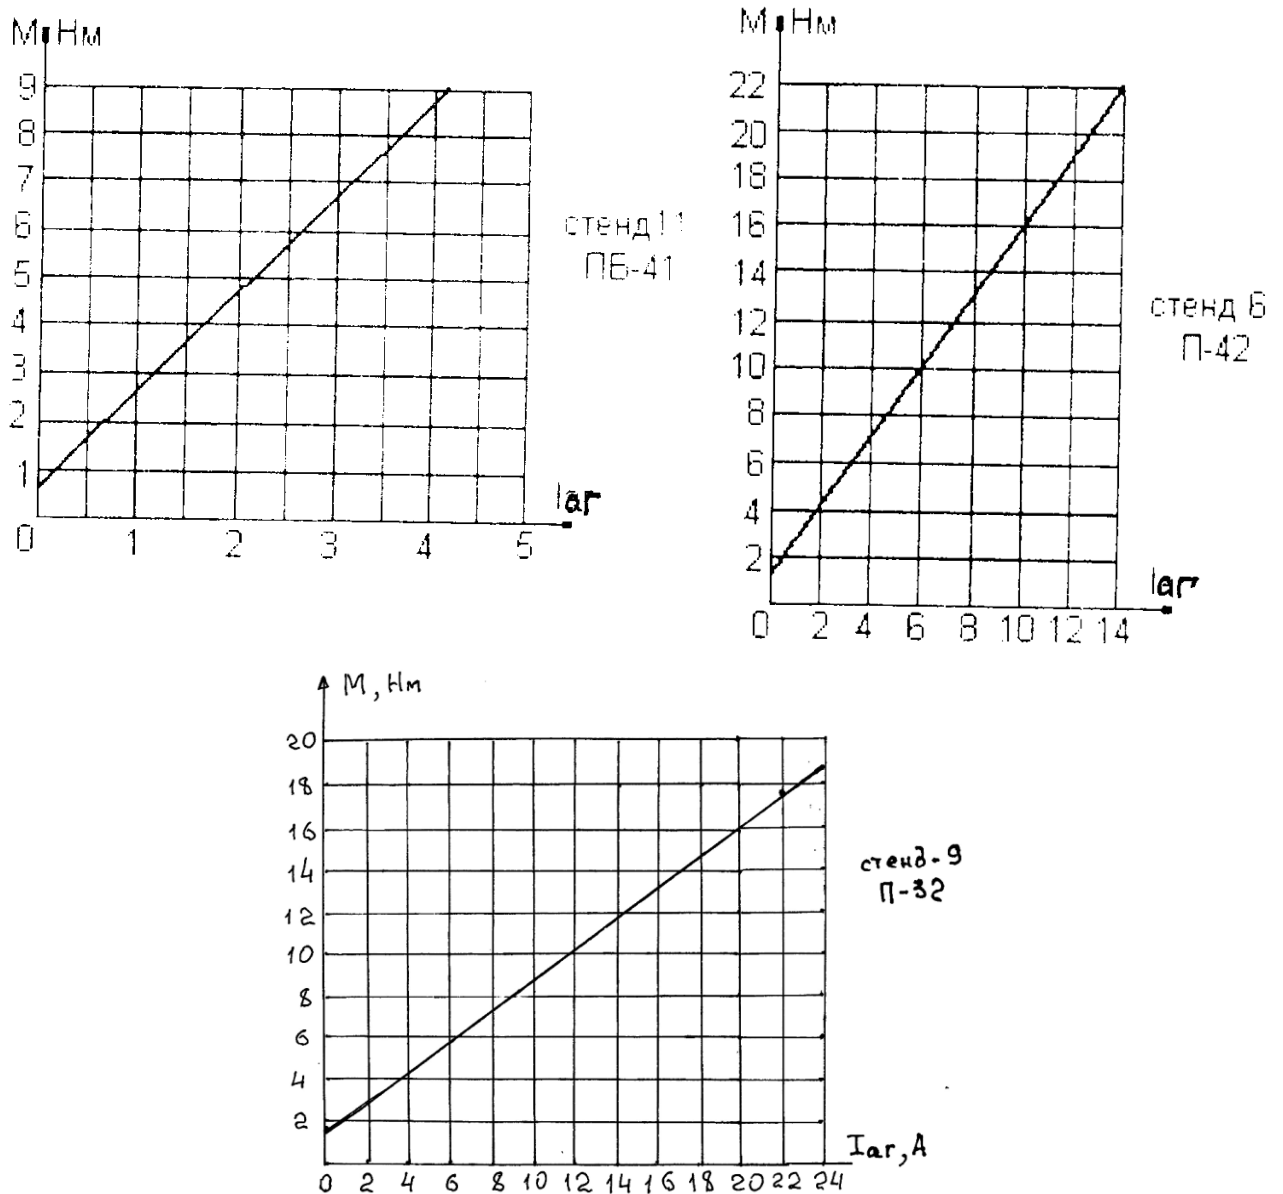 М Нм
9
8
7
6
5
4
3
2
1
0 1 2 3 4 5
Iаг
стенд 11
ПБ-41
М Нм
22
20
18
16
14
12
10
8
6
4
2
0 2 4 6 8 10 12 14
Iаг
стенд 6
П-42
М, Нм
20
18
16
14
12
10
8
6
4
2
0 2 4 6 8 10 12 14 16 18 20 22 24
Iаг, А
стенд-9
П-32